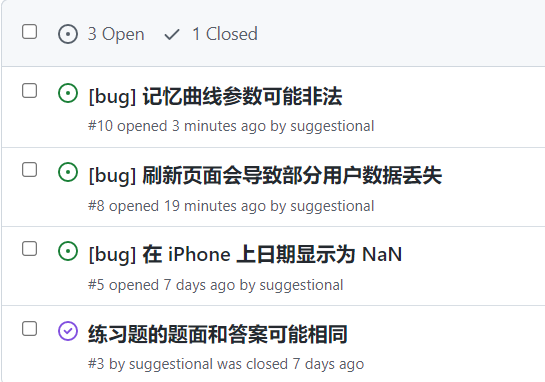 3 Open 1 Closed
[bug] 记忆曲线参数可能非法
#10 opened 3 minutes ago by suggestional
[bug] 刷新页面会导致部分用户数据丢失
#8 opened 19 minutes ago by suggestional
[bug] 在 iPhone 上日期显示为 NaN
#5 opened 7 days ago by suggestional
练习题的题面和答案可能相同
#3 by suggestional was closed 7 days ago